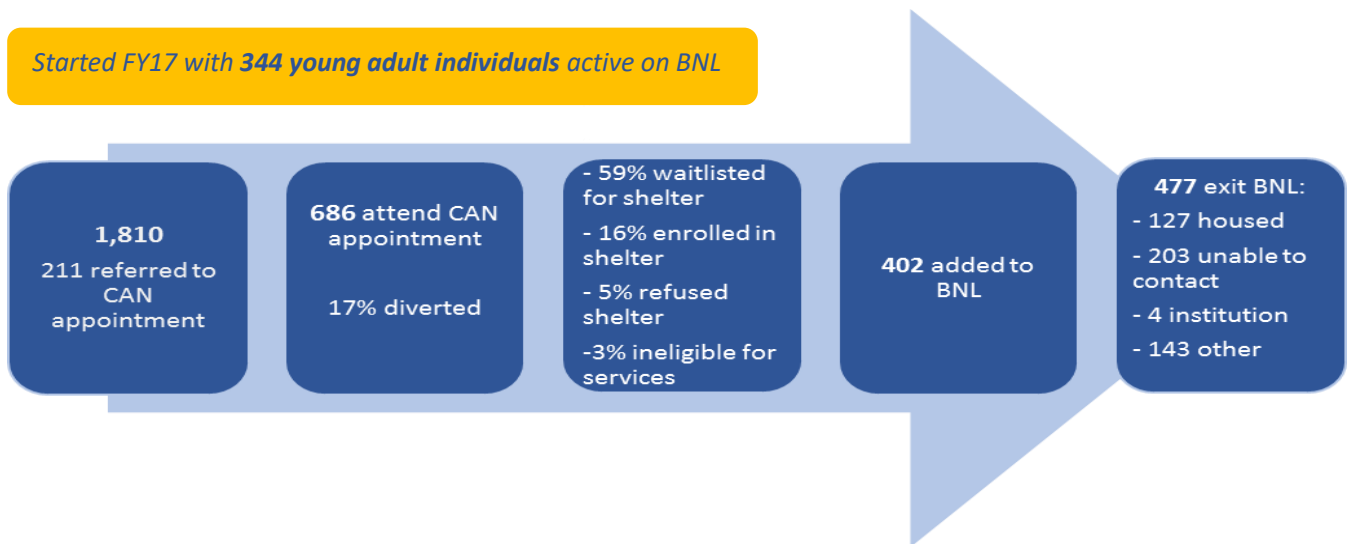 Started FY17 with 344 young adult individuals active on BNL
1,810
211 referred to
CAN
appointment
686 attend CAN
appointment
17% diverted
- 59% waitlisted
for shelter
- 16% enrolled in
shelter
- 5% refused
shelter
-3% ineligible for
services
402 added to
BNL
477 exit BNL:
- 127 housed
- 203 unable to
contact
- 4 institution
- 143 other